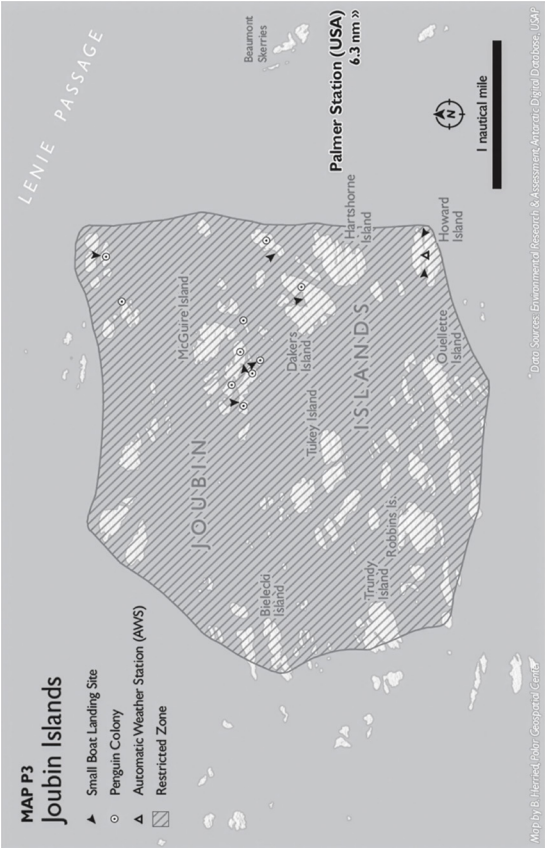 MAP P3
Joubin Islands
Small Boat Landing Site
Penguin Colony
Automatic Weather Station (AWS)
Restricted Zone
LENIE PASSAGE
Beaumont
Skerries
Palmer Station (USA)
6.3 nm »
N
1 nautical mile
McGuire Island
Hartshorne
Island
Howard
Island
Dakers
Island
Ouellette
Island
JOUBIN
ISLANDS
Tukey Island
Robbins Is.
Trundy
Island
Bielecki
Island
Map by B. Herried, Polar Geospatial Center
* Data Sources: Environmental Research & Assessment, Antarctic Digital Database, USAP